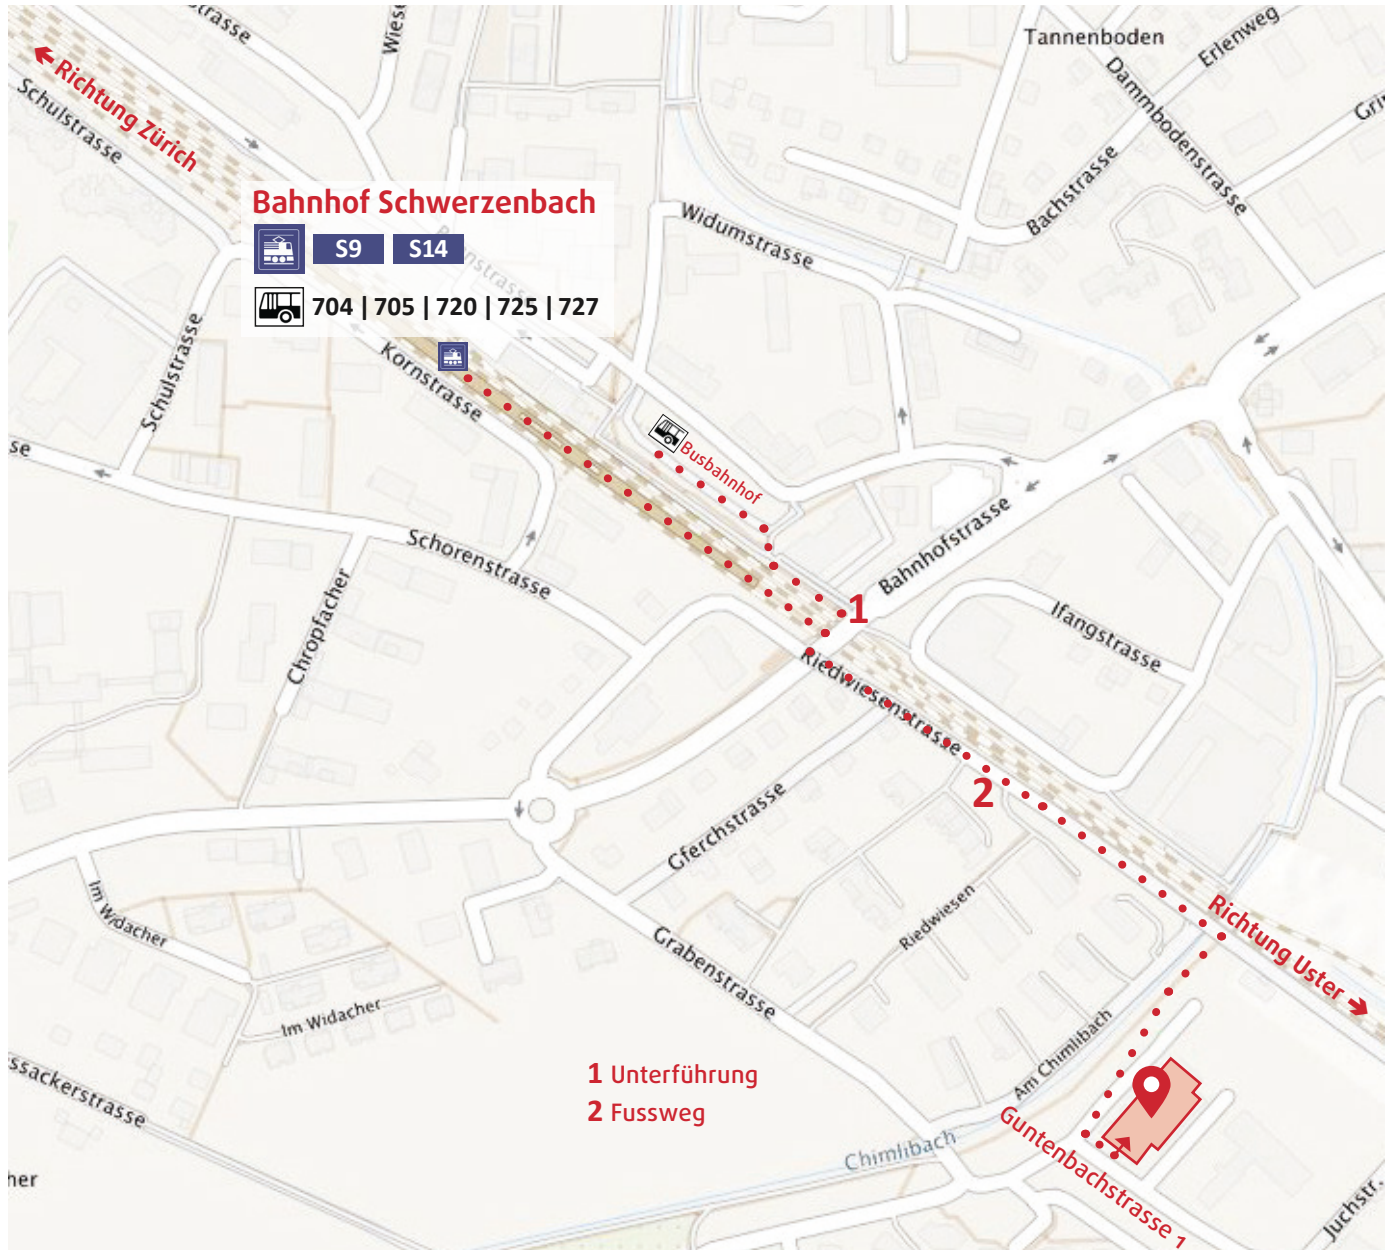 Tannenboden
Erlenweg
Dammbodenstrasse
Bachstrasse
Richtung Zürich
Schulstrasse
Bahnhof Schwerzenbach
S9 S14
704 | 705 | 720 | 725 | 727
Widumstrasse
Schulstrasse
Kornstrasse
Busbahnhof
Schorenstrasse
Chropfacher
Bahnhofstrasse
1
Ifangstrasse
Riedwiesenstrasse
2
Gferchstrasse
Riedwiesen
Grabenstrasse
Richtung Uster
Im Widacher
Im Widacher
Am Chimlibach
1 Unterführung
2 Fussweg
Chimlibach
Guntenbachstrasse 1
Juchstr.